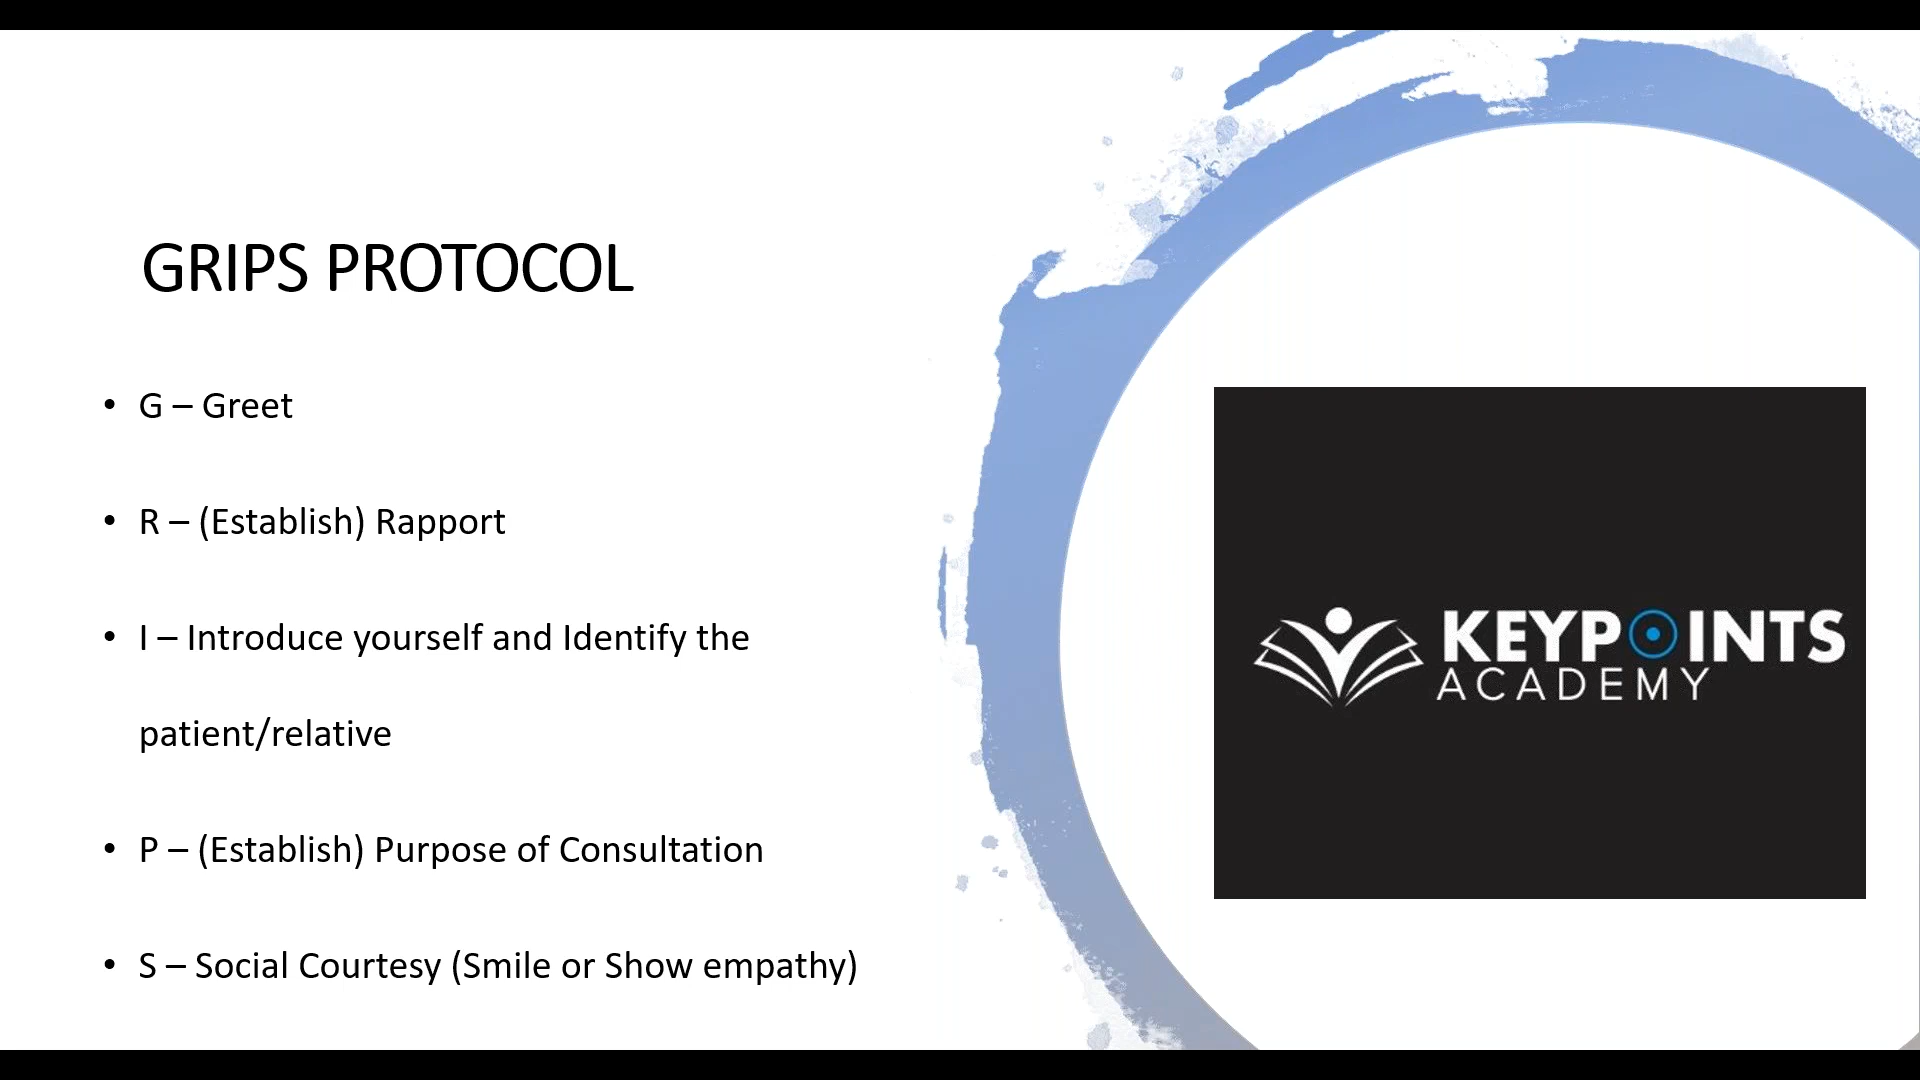 GRIPS PROTOCOL
• G – Greet
• R – (Establish) Rapport
• I – Introduce yourself and Identify the
patient/relative
• P – (Establish) Purpose of Consultation
• S – Social Courtesy (Smile or Show empathy)
KEYPOINTS
ACADEMY